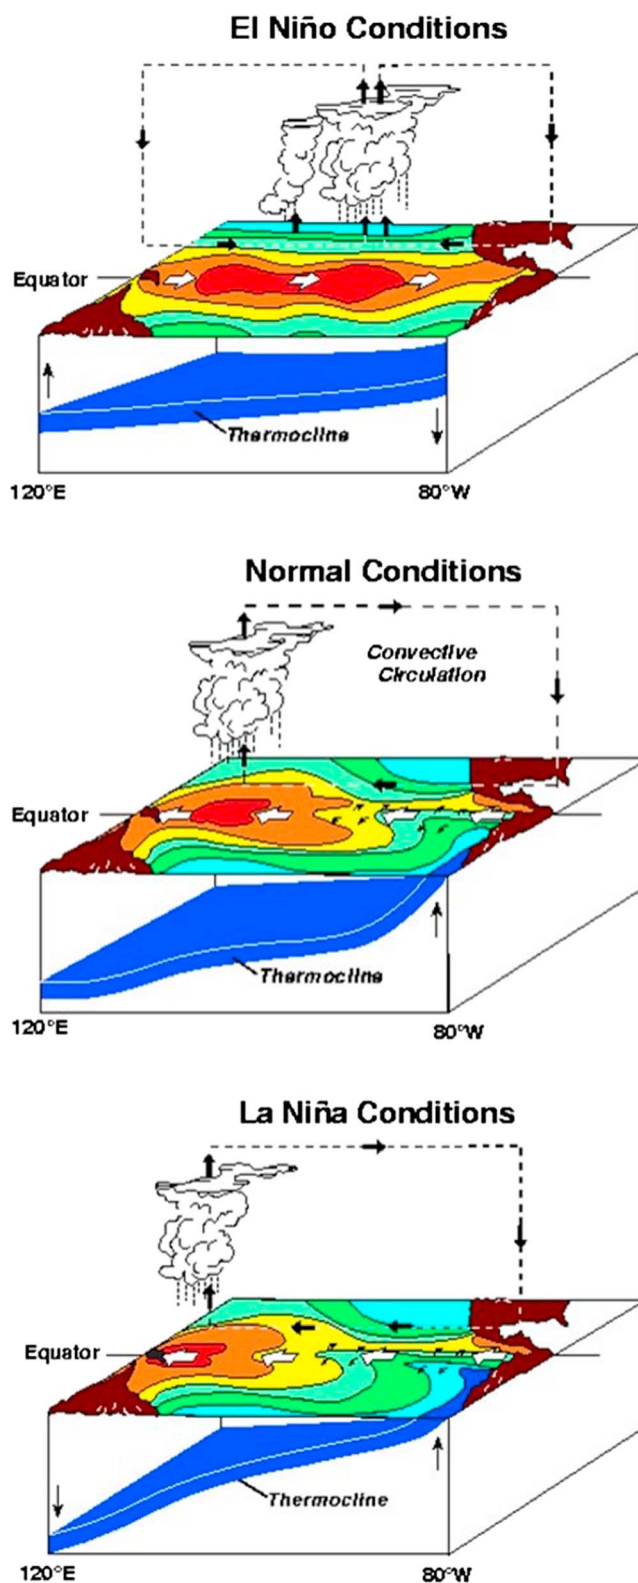 El Niño Conditions
Equator
Thermocline
120°E
80°W
Normal Conditions
Convective
Circulation
Equator
Thermocline
120°E
80°W
La Niña Conditions
Equator
Thermocline
120°E
80°W